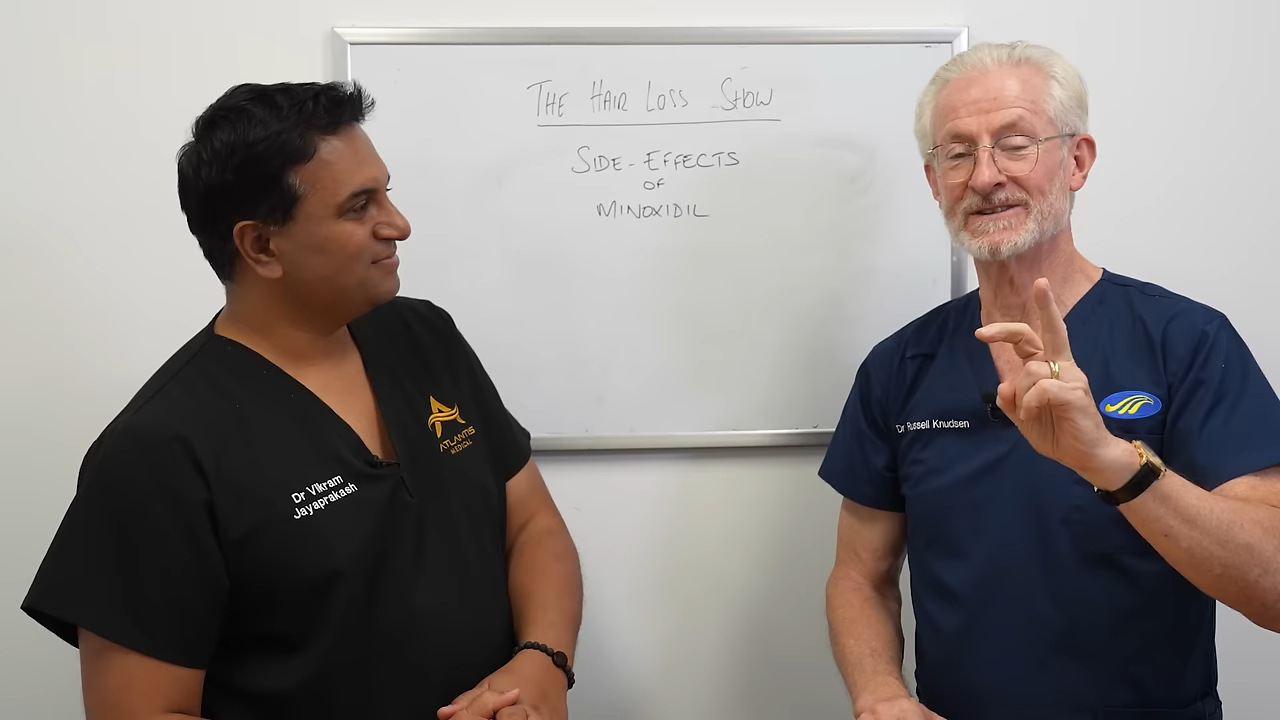 THE HAIR LOSS SHOW
SIDE-EFFECTS
OF
MINOXIDIL
Dr Vikram
Jayaprakash
ATLANTIS
MEDICAL
Dr Russell Knudsen